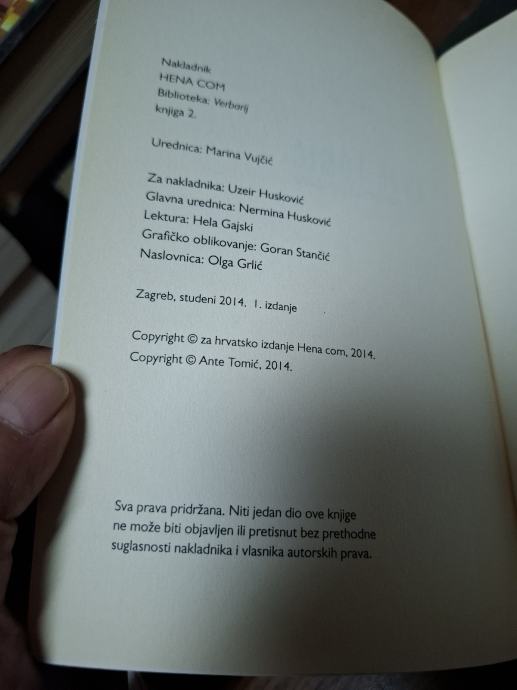 Nakladnik
HENA COM
Biblioteka: Verbarij
knjiga 2.
Urednica: Marina Vujčić
Za nakladnika: Uzeir Husković
Glavna urednica: Nermina Husković
Lektura: Hela Gajski
Grafičko oblikovanje: Goran Stančić
Naslovnica: Olga Grlić
Zagreb, studeni 2014. 1. izdanje
Copyright © za hrvatsko izdanje Hena com, 2014.
Copyright © Ante Tomić, 2014.
Sva prava pridržana. Niti jedan dio ove knjige
ne može biti objavljen ili pretisnut bez prethodne
suglasnosti nakladnika i vlasnika autorskih prava.